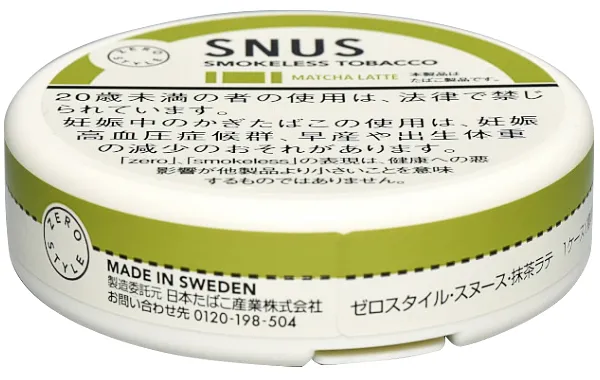 ZERO STYLE
SNUS
SMOKELESS TOBACCO
MATCHA LATTE
本製品は
たばこ製品です。
20歳未満の者の使用は、法律で禁じ
られています。
妊娠中のかぎたばこの使用は、妊娠
高血圧症候群、早産や出生体重
の減少のおそれがあります。
「zero」、「smokeless」の表現は、健康への悪
影響が他製品より小さいことを意味
するものではありません。
ZERO STYLE
MADE IN SWEDEN
製造委託元 日本たばこ産業株式会社
お問い合わせ先 0120-198-504
ゼロスタイル・スヌース・抹茶ラテ
1ケース